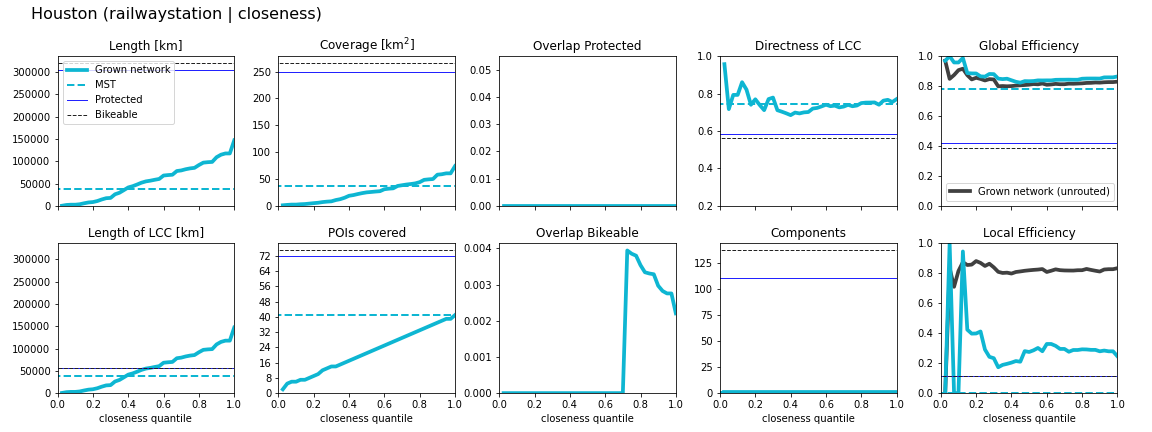 Houston (railwaystation | closeness)
Length [km]
300000
250000
200000
150000
100000
50000
0
Grown network
MST
Protected
Bikeable
Coverage [km²]
250
200
150
100
50
0
Overlap Protected
0.05
0.04
0.03
0.02
0.01
0.00
Directness of LCC
1.0
0.8
0.6
0.4
0.2
Global Efficiency
1.0
0.8
0.6
0.4
0.2
0.0
Grown network (unrouted)
Length of LCC [km]
300000
250000
200000
150000
100000
50000
0
0.0 0.2 0.4 0.6 0.8 1.0
closeness quantile
POIs covered
72
64
56
48
40
32
24
16
8
0
0.0 0.2 0.4 0.6 0.8 1.0
closeness quantile
Overlap Bikeable
0.004
0.003
0.002
0.001
0.000
0.0 0.2 0.4 0.6 0.8 1.0
closeness quantile
Components
125
100
75
50
25
0
0.0 0.2 0.4 0.6 0.8 1.0
closeness quantile
Local Efficiency
1.0
0.8
0.6
0.4
0.2
0.0
0.0 0.2 0.4 0.6 0.8 1.0
closeness quantile